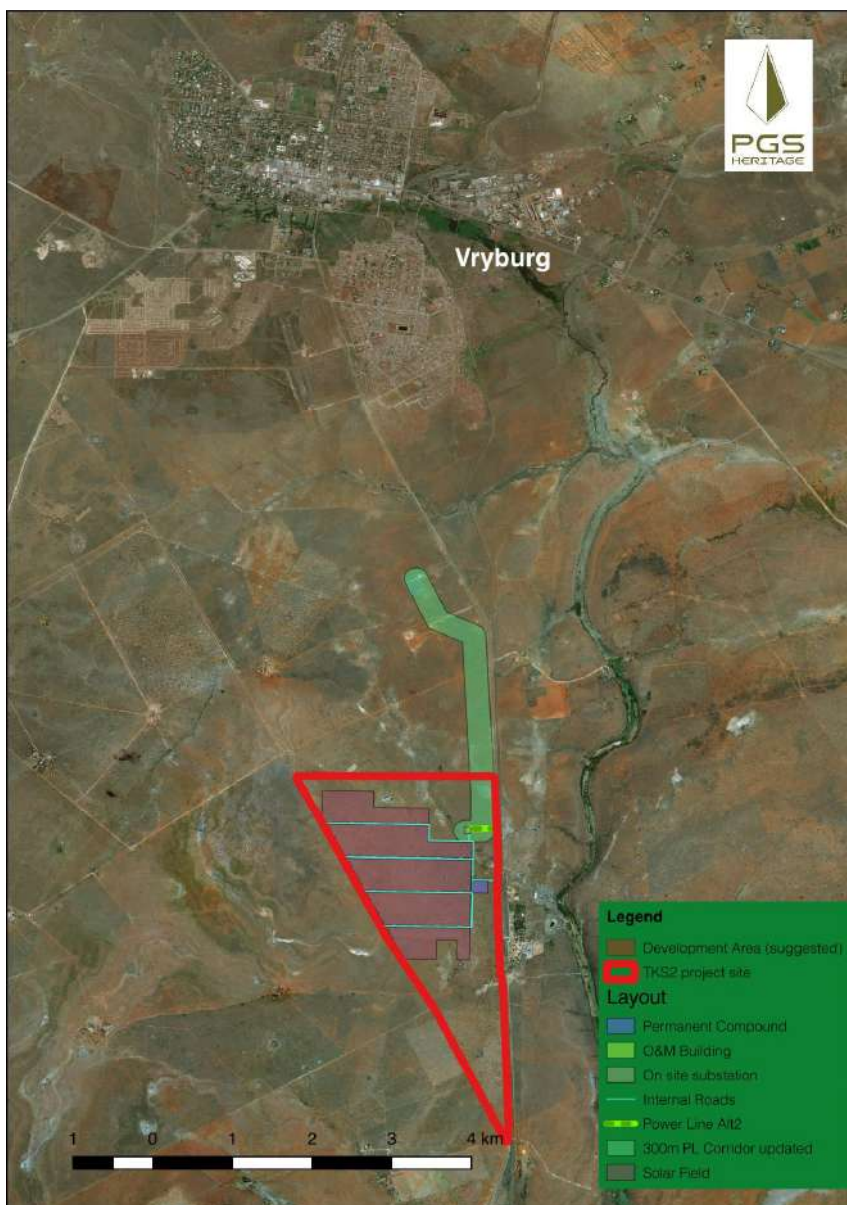 PGS
HERITAGE
Vryburg
Legend
Development Area (suggested)
TKS2 project site
Layout
Permanent Compound
O&M Building
On site substation
Internal Roads
Power Line Alt2
300m PL Corridor updated
Solar Field
1 0 1 2 3 4 km